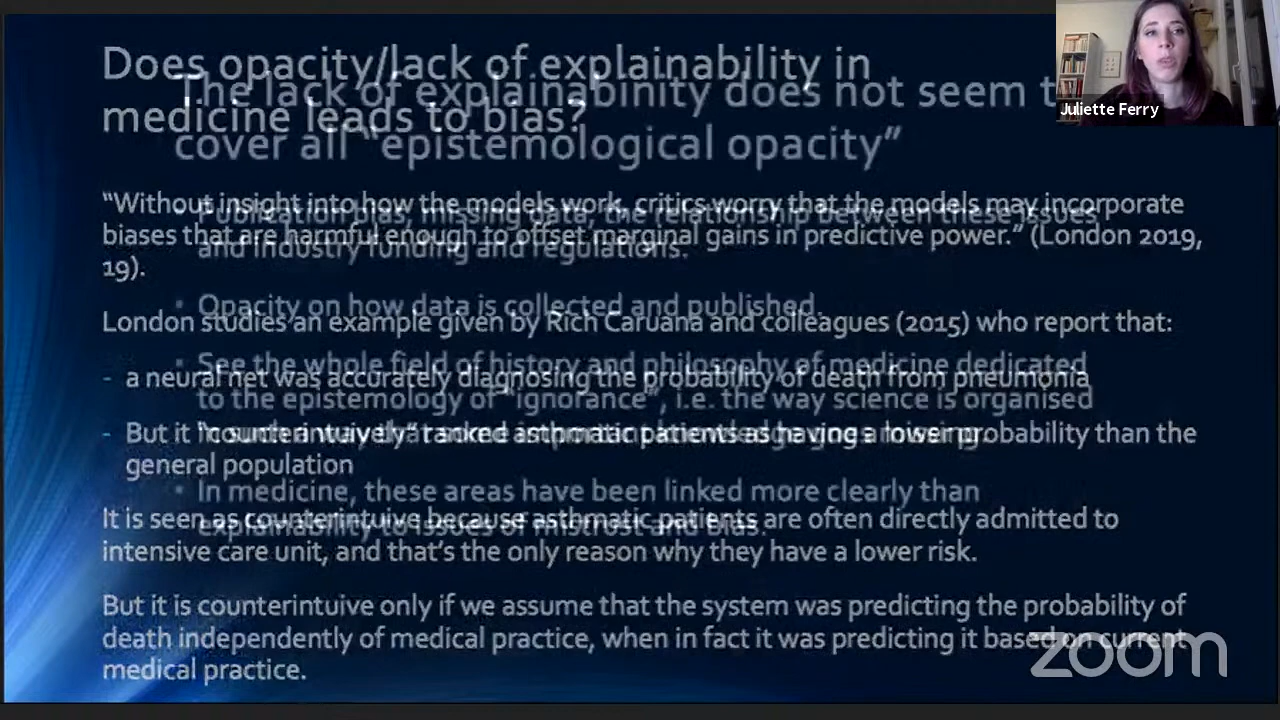 Does opacity/lack of explainability in
medicine leads to bias?
“Without insight into how the models work, critics worry that the models may incorporate
biases that are harmful enough to offset marginal gains in predictive power.” (London 2019,
19).
London studies an example given by Rich Caruana and colleagues (2015) who report that:
- a neural net was accurately diagnosing the probability of death from pneumonia
- But it “counterintuively” ranked asthmatic patients as having a lower probability than the
general population
It is seen as counterintuive because asthmatic patients are often directly admitted to
intensive care unit, and that’s the only reason why they have a lower risk.
But it is counterintuive only if we assume that the system was predicting the probability of
death independently of medical practice, when in fact it was predicting it based on current
medical practice.
The lack of explainabinity does not seem t
cover all “epistemological opacity”
• Publication bias, missing data, the relationship between these issues
and industry funding and regulations.
• Opacity on how data is collected and published.
• See the whole field of history and philosophy of medicine dedicated
to the epistemology of “ignorance”, i.e. the way science is organised
• In medicine, these areas have been linked more clearly than
explainability to issues of mistrust and bias.
Juliette Ferry
zoom